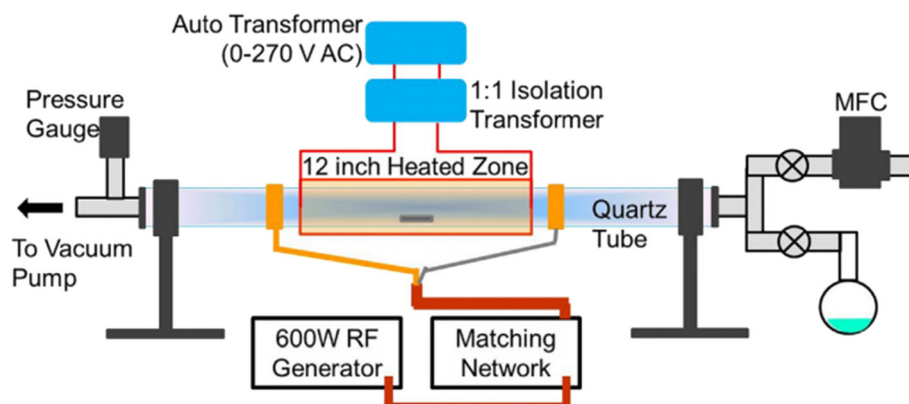 Auto Transformer
(0-270 V AC)
1:1 Isolation
Transformer
Pressure
Gauge
MFC
12 inch Heated Zone
Quartz
Tube
To Vacuum
Pump
600W RF
Generator
Matching
Network